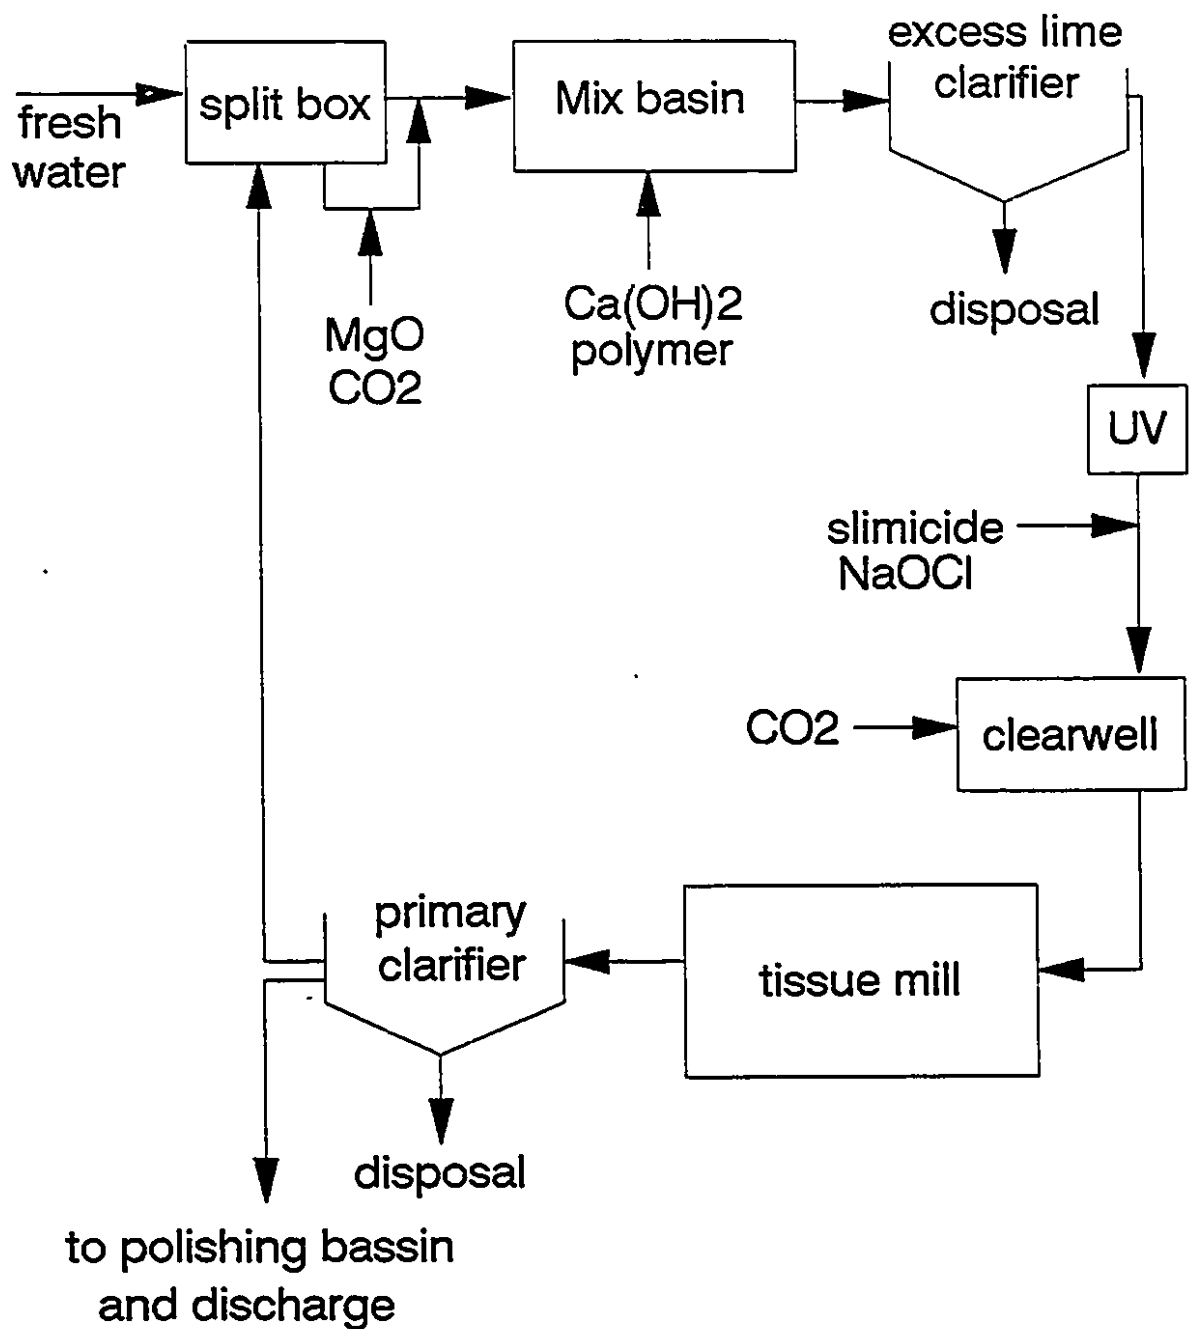 fresh
water
split box
MgO
CO2
Mix basin
Ca(OH)2
polymer
excess lime
clarifier
disposal
UV
slimicide
NaOCl
CO2
clearwell
tissue mill
primary
clarifier
disposal
to polishing bassin
and discharge